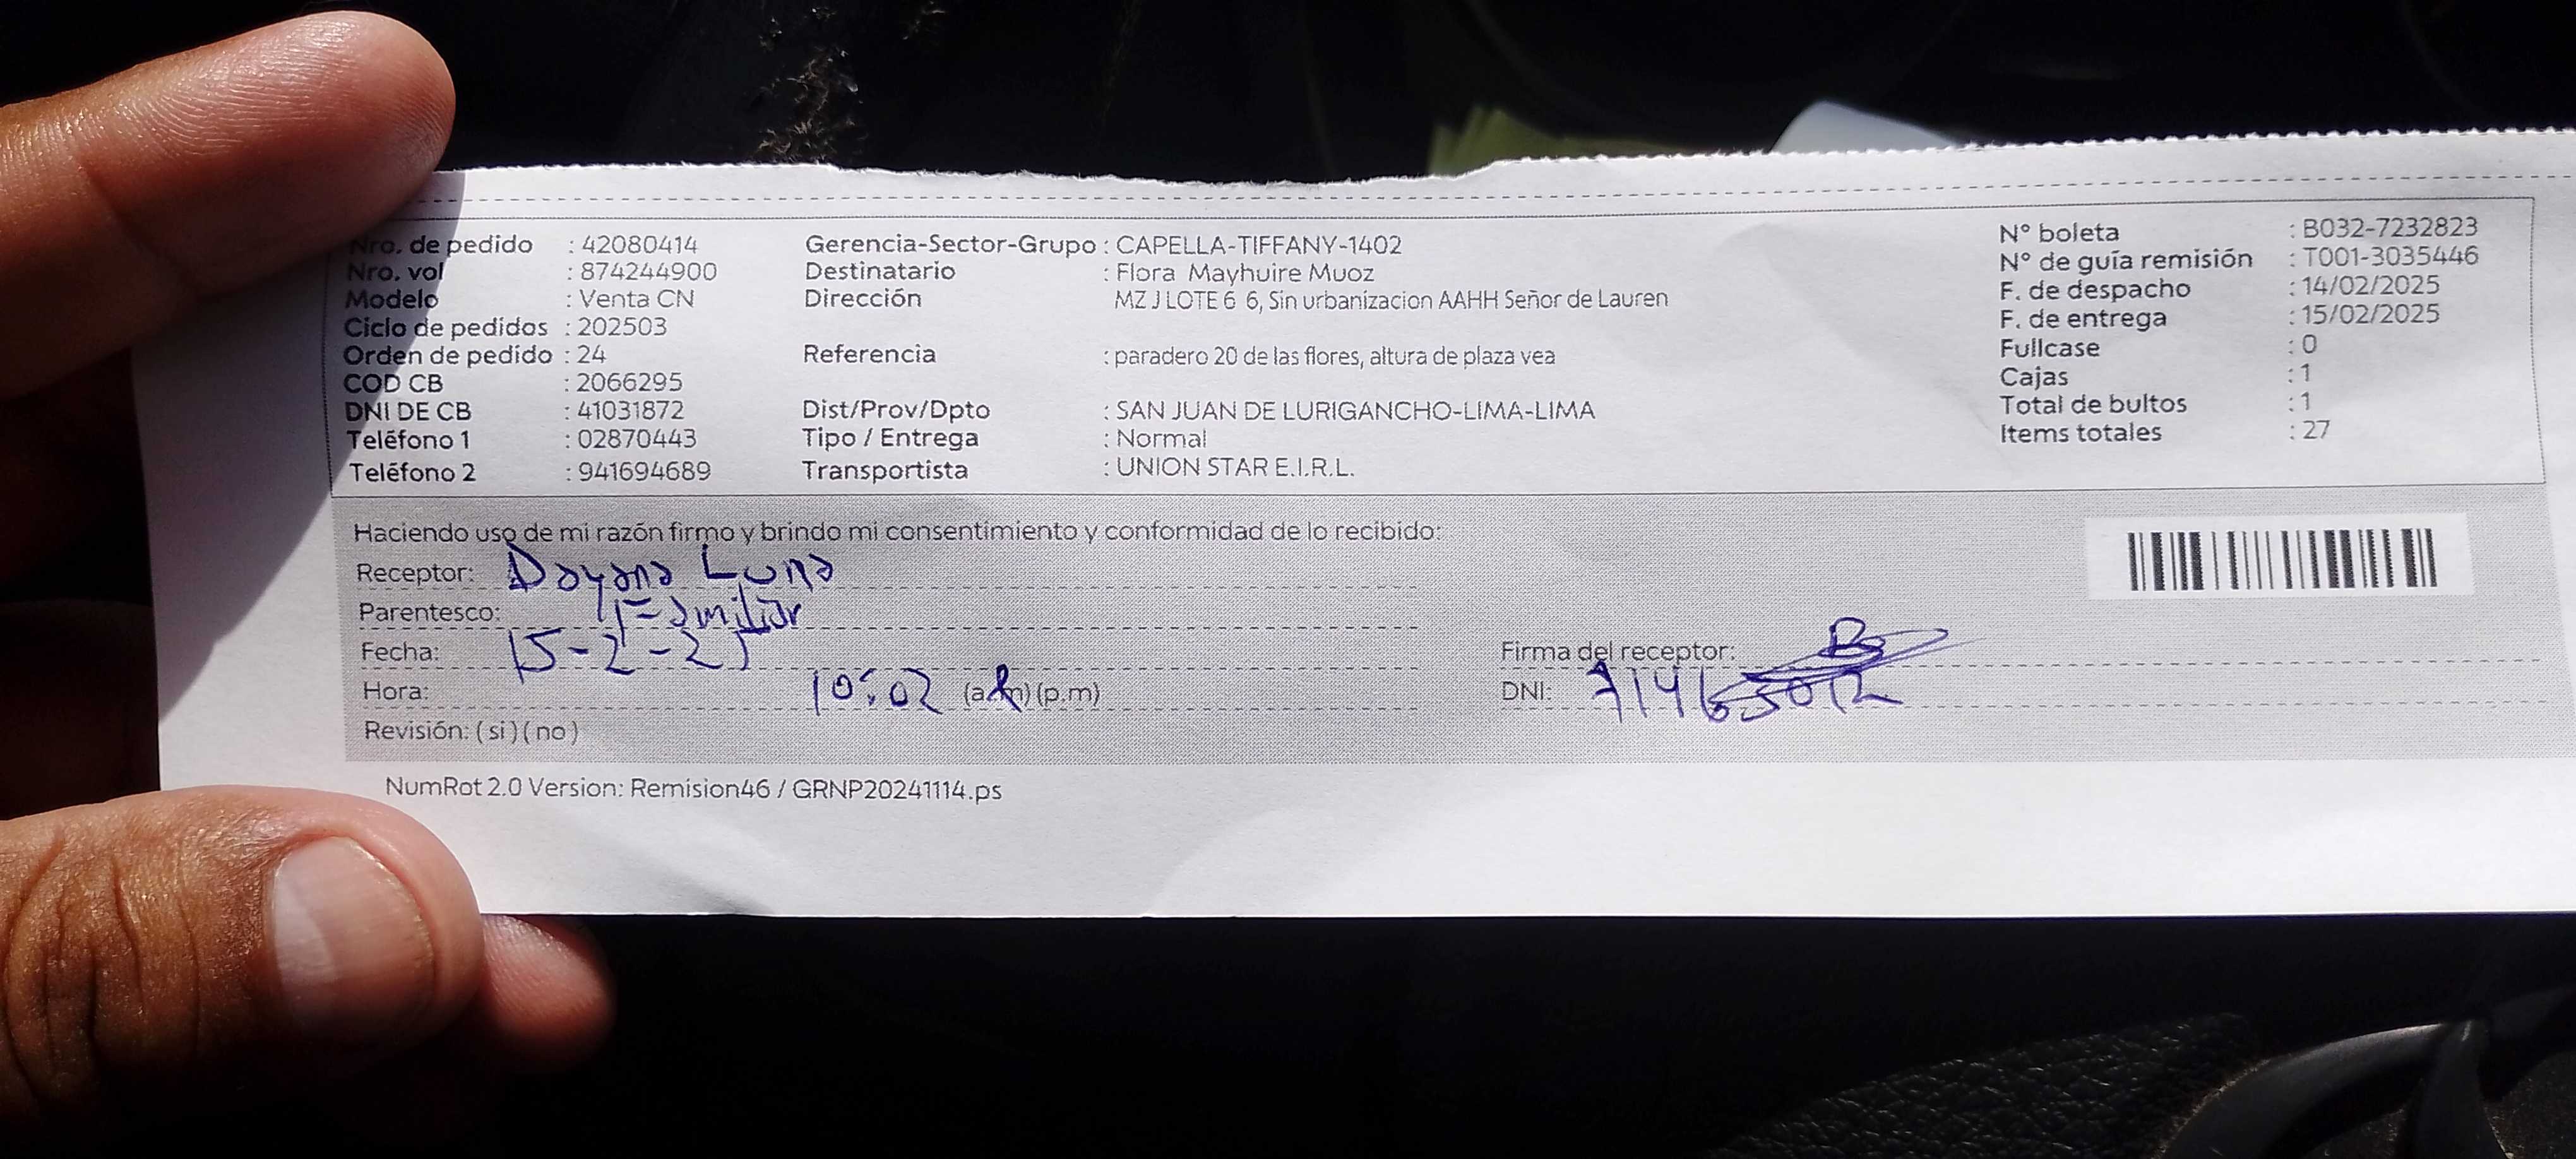 Nro. de pedido : 42080414 Gerencia-Sector-Grupo : CAPELLA-TIFFANY-1402 N° boleta : B032-7232823
Nro. vol : 874244900 Destinatario : Flora Mayhuire Muoz N° de guía remisión : T001-3035446
Modelo : Venta CN Dirección MZ J LOTE 6 6, Sin urbanizacion AAHH Señor de Lauren F. de despacho : 14/02/2025
Ciclo de pedidos : 202503 F. de entrega : 15/02/2025
Orden de pedido : 24 Referencia : paradero 20 de las flores, altura de plaza vea Fullcase : 0
COD CB : 2066295 Cajas : 1
DNI DE CB : 41031872 Dist/Prov/Dpto : SAN JUAN DE LURIGANCHO-LIMA-LIMA Total de bultos : 1
Teléfono 1 : 02870443 Tipo / Entrega : Normal Items totales : 27
Teléfono 2 : 941694689 Transportista : UNION STAR E.I.R.L.
Haciendo uso de mi razón firmo y brindo mi consentimiento y conformidad de lo recibido:
Receptor: Dayana Luna
Parentesco: Familiar
Fecha: 15-2-25 Firma del receptor:
Hora: 10:02 (a.m) (p.m) DNI:
Revisión: (si) (no)
NumRot 2.0 Version: Remision46 / GRNP20241114.ps